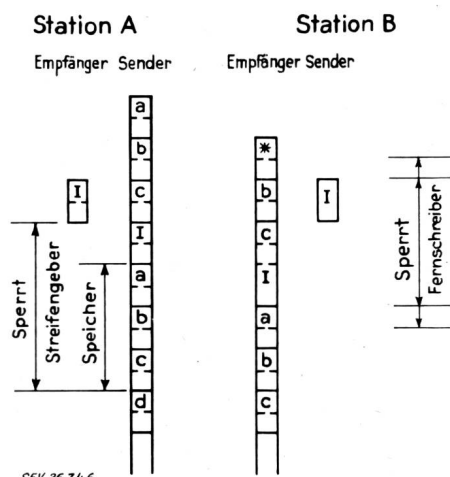 Station A
Station B
Empfänger Sender
Empfänger Sender
a
b
c
I
a
b
c
d
I
Sperrt
Streifengeber
Speicher
*
b
c
I
a
b
c
I
Sperrt
Fernschreiber